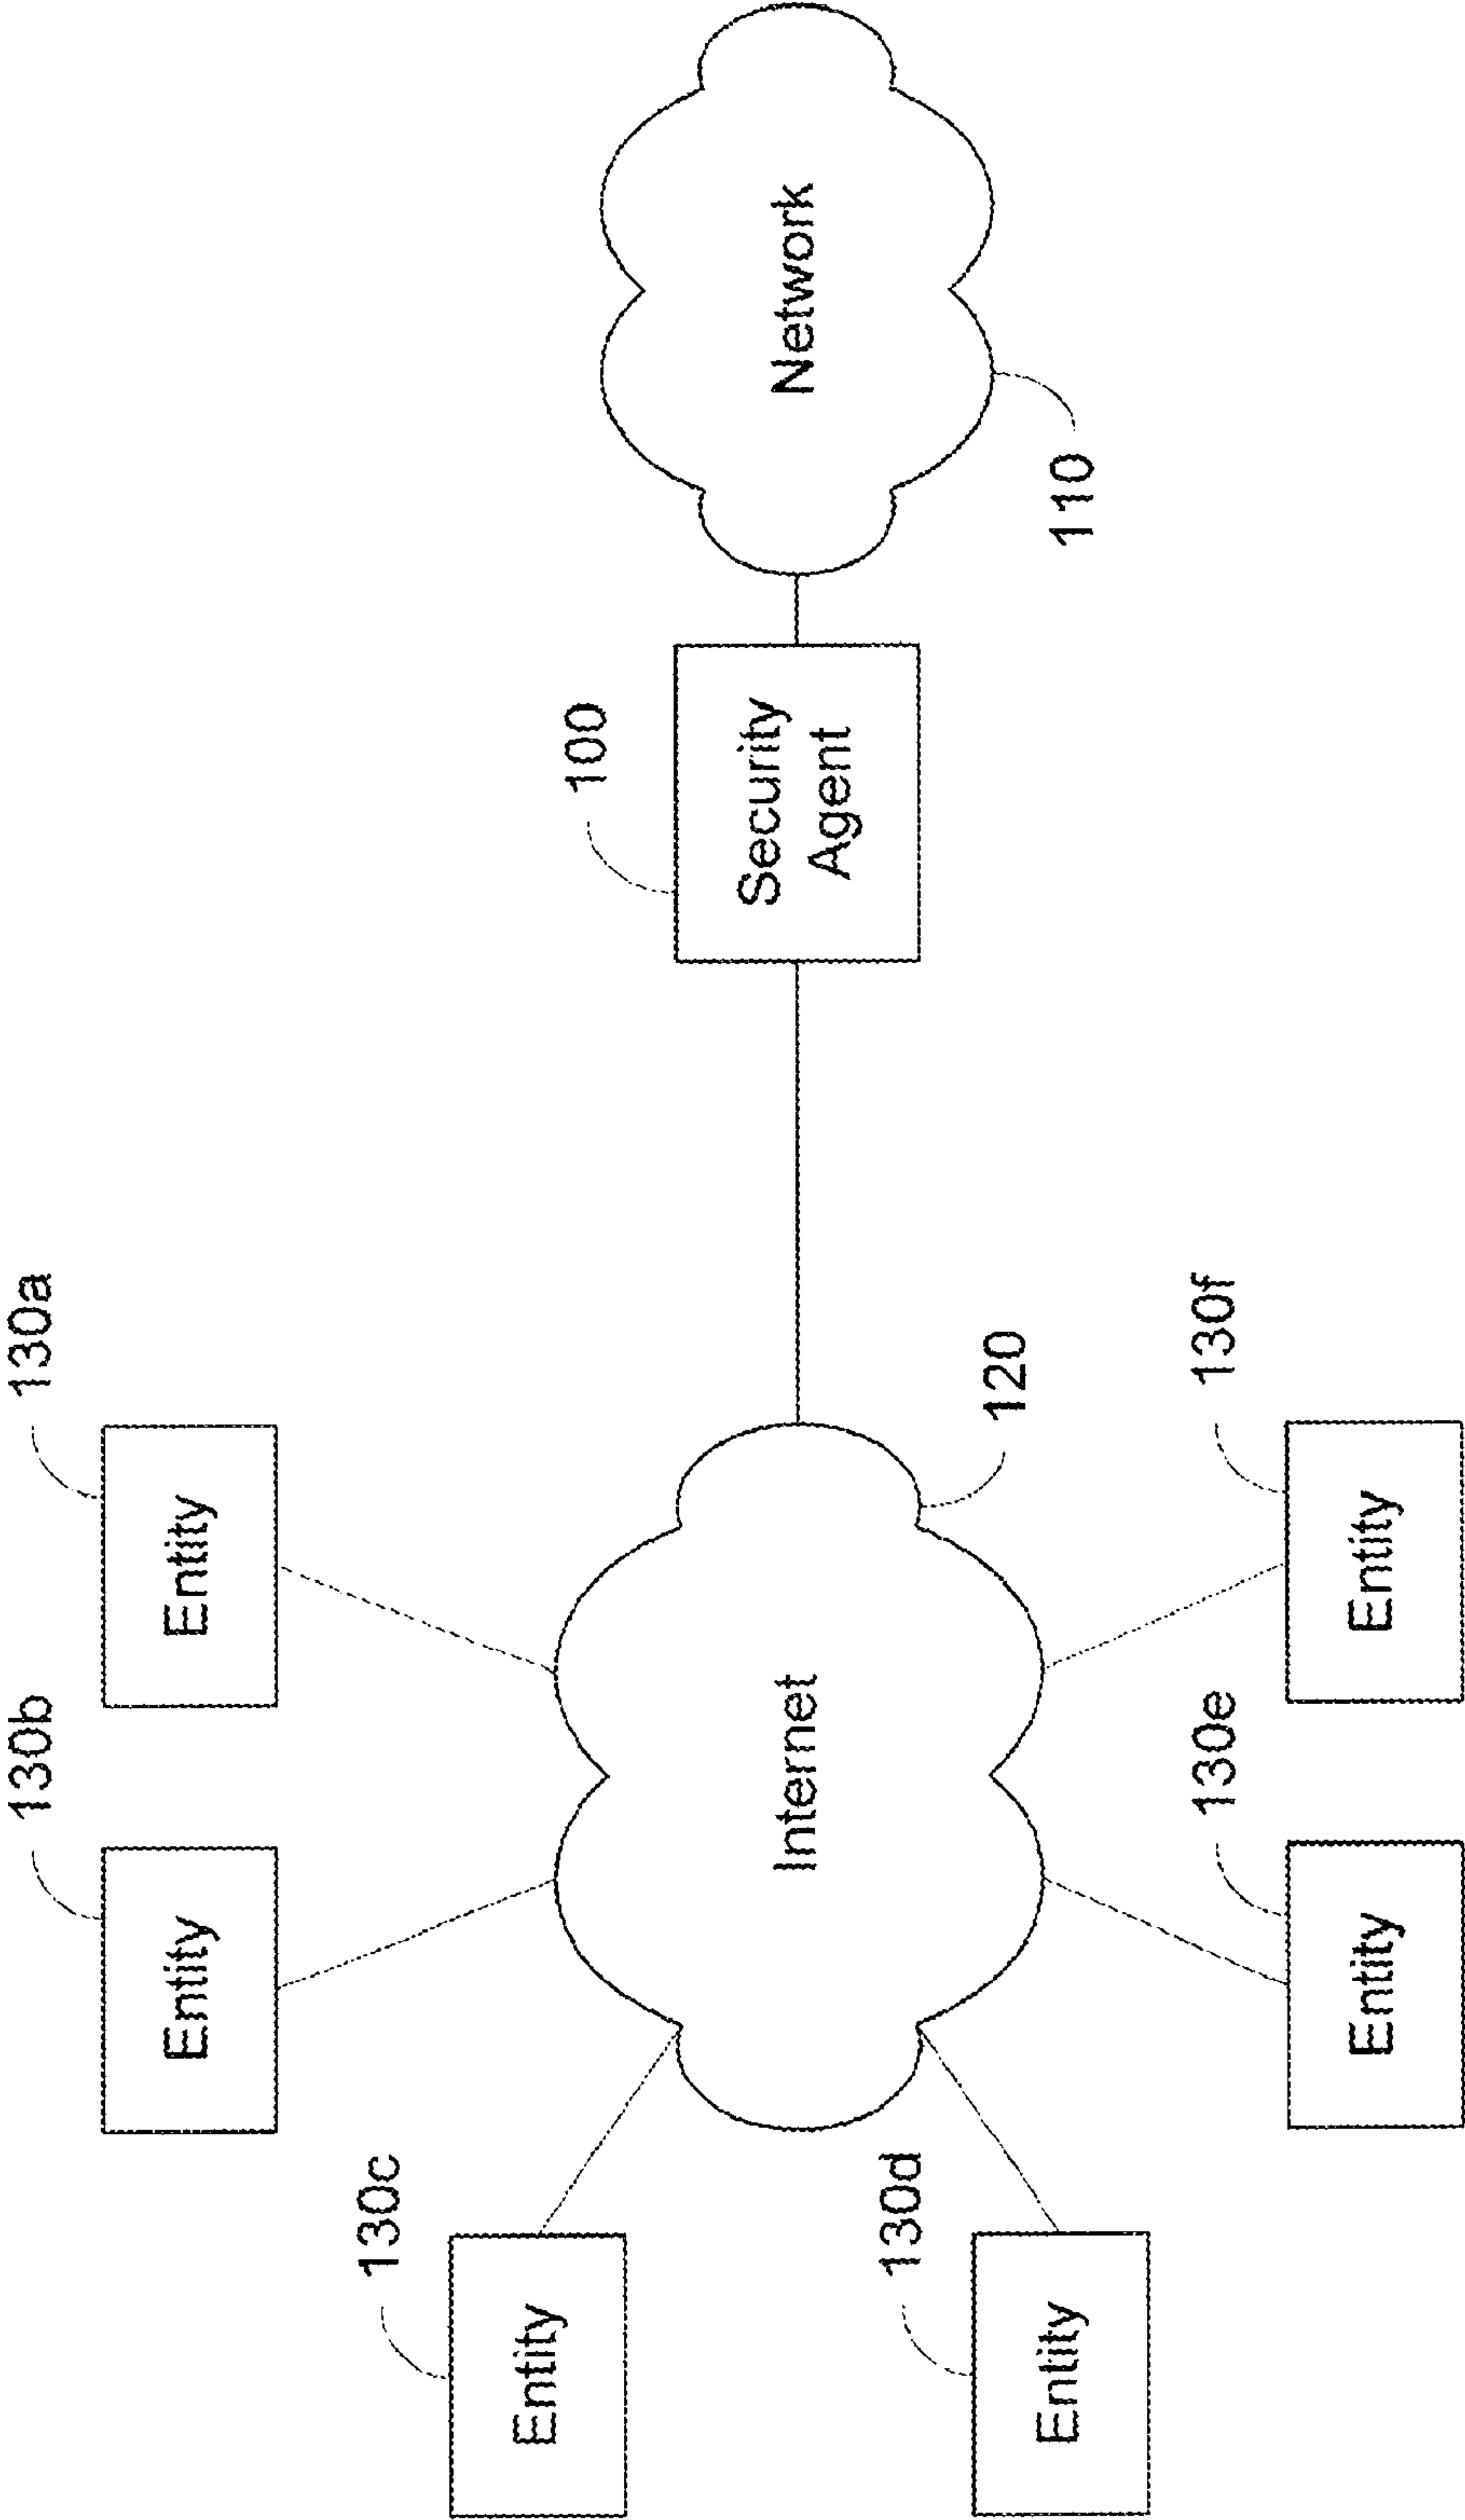 130b
130a
Entity
Entity
130c
Entity
100
Internet
Security
Agent
Network
130d
120
Entity
110
130e
130f
Entity
Entity